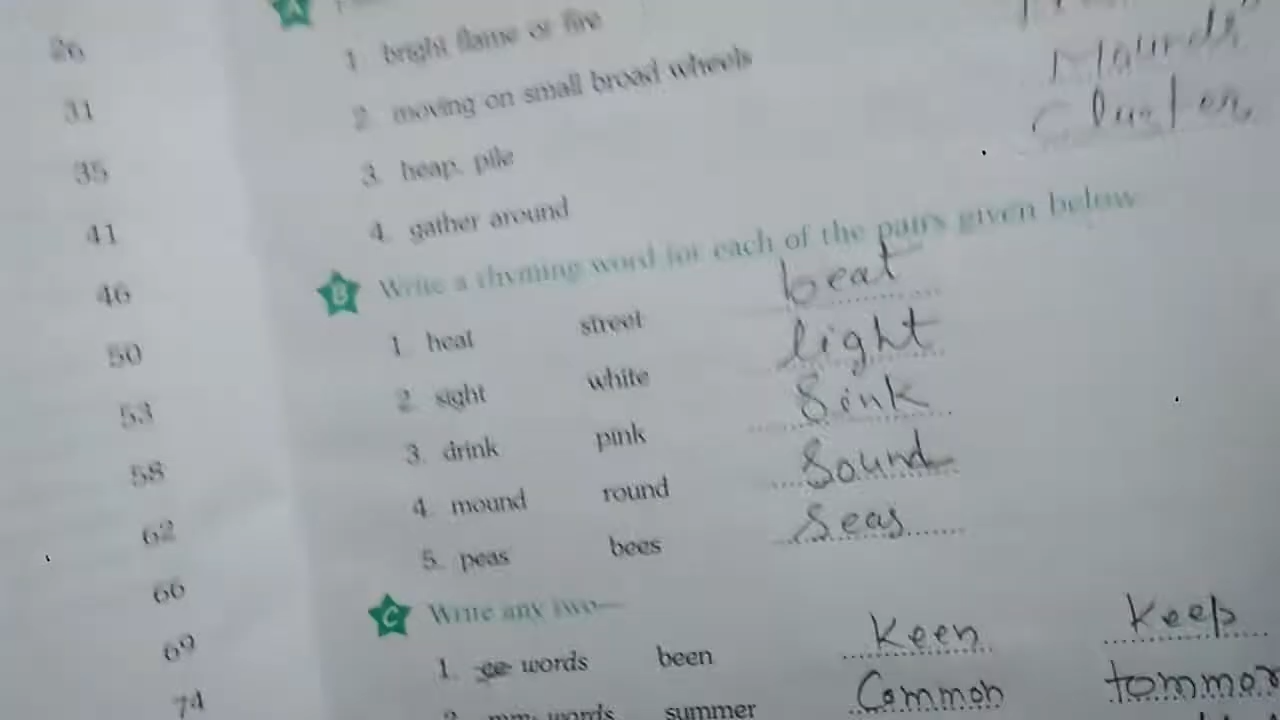 26
31
35
41
46
50
53
58
62
66
69
74
A
1. bright flame or fire
2. moving on small broad wheels
3. heap, pile Mounds
4. gather around Cluster
B Write a rhyming word for each of the pairs given below
1. heat street beat
2. sight white light
3. drink pink Sink
4. mound round Sound
5. peas bees Seas
C Write any two—
1. ee words been Keen Keep
2. mm words summer Common tommor